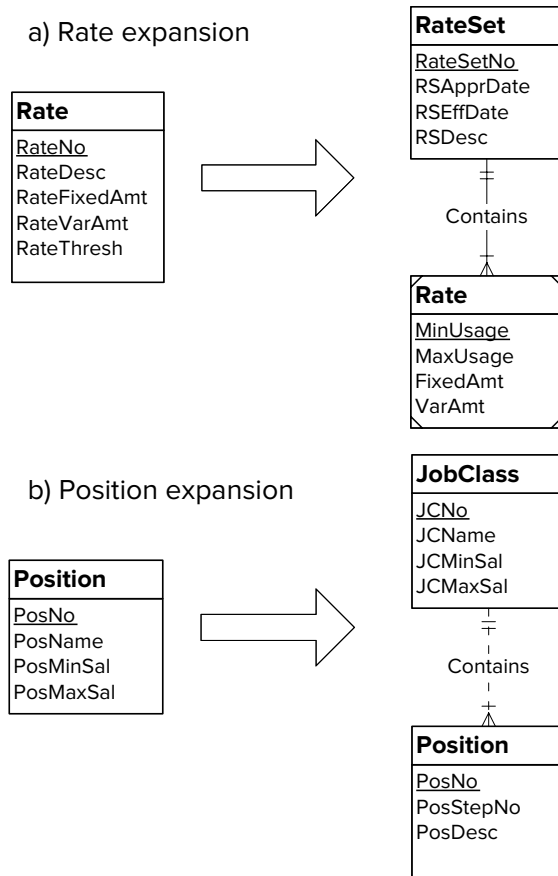 a) Rate expansion
Rate
RateNo
RateDesc
RateFixedAmt
RateVarAmt
RateThresh
RateSet
RateSetNo
RSApprDate
RSEffDate
RSDesc
Contains
Rate
MinUsage
MaxUsage
FixedAmt
VarAmt
b) Position expansion
Position
PosNo
PosName
PosMinSal
PosMaxSal
JobClass
JCNo
JCName
JCMinSal
JCMaxSal
Contains
Position
PosNo
PosStepNo
PosDesc